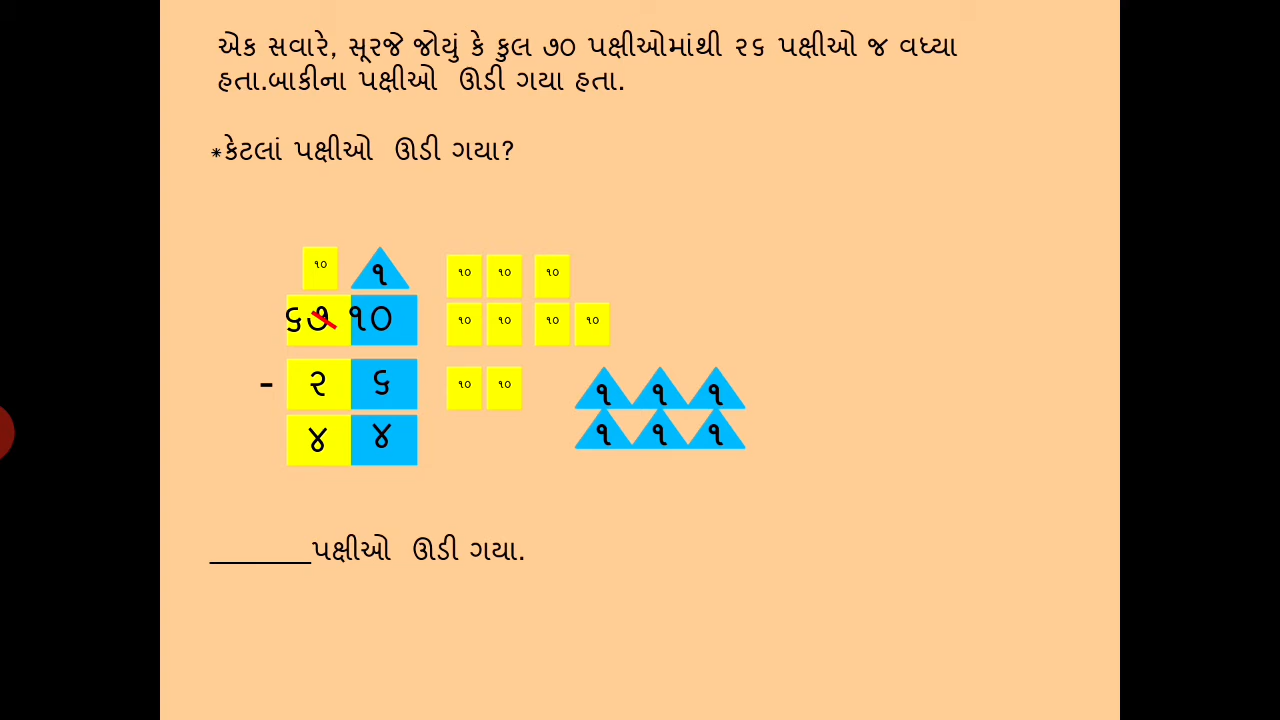 એક સવારે, સૂરજે જોયું કે કુલ ૭૦ પક્ષીઓમાંથી ૨૬ પક્ષીઓ જ વધ્યા
હતા.બાકીના પક્ષીઓ ઊડી ગયા હતા.
*કેટલાં પક્ષીઓ ઊડી ગયા?
૧૦ ૧ ૧૦ ૧૦ ૧૦
૬૭ ૧૦ ૧૦ ૧૦ ૧૦ ૧૦
- ૨ ૬ ૧૦ ૧૦ ૧ ૧ ૧
૪ ૪ ૧ ૧ ૧
_______પક્ષીઓ ઊડી ગયા.